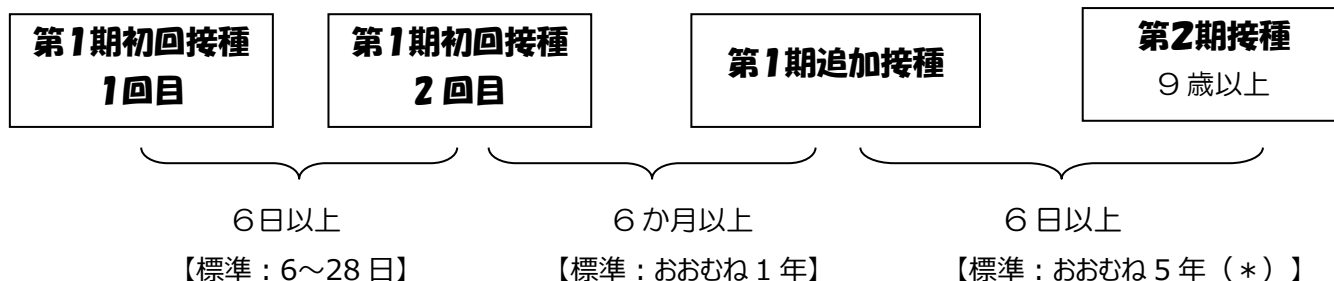 第1期初回接種
1回目
第1期初回接種
2回目
第1期追加接種
第2期接種
９歳以上
６日以上
【標準：6～28日】
６か月以上
【標準：おおむね1年】
６日以上
【標準：おおむね5年（＊）】